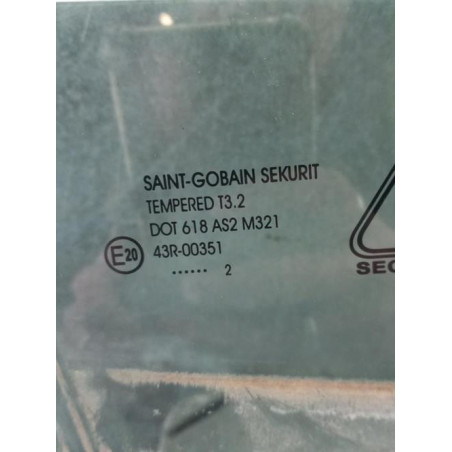 SAINT-GOBAIN SEKURIT
TEMPERED T3.2
DOT 618 AS2 M321
E20 43R-00351
...... 2
SEC